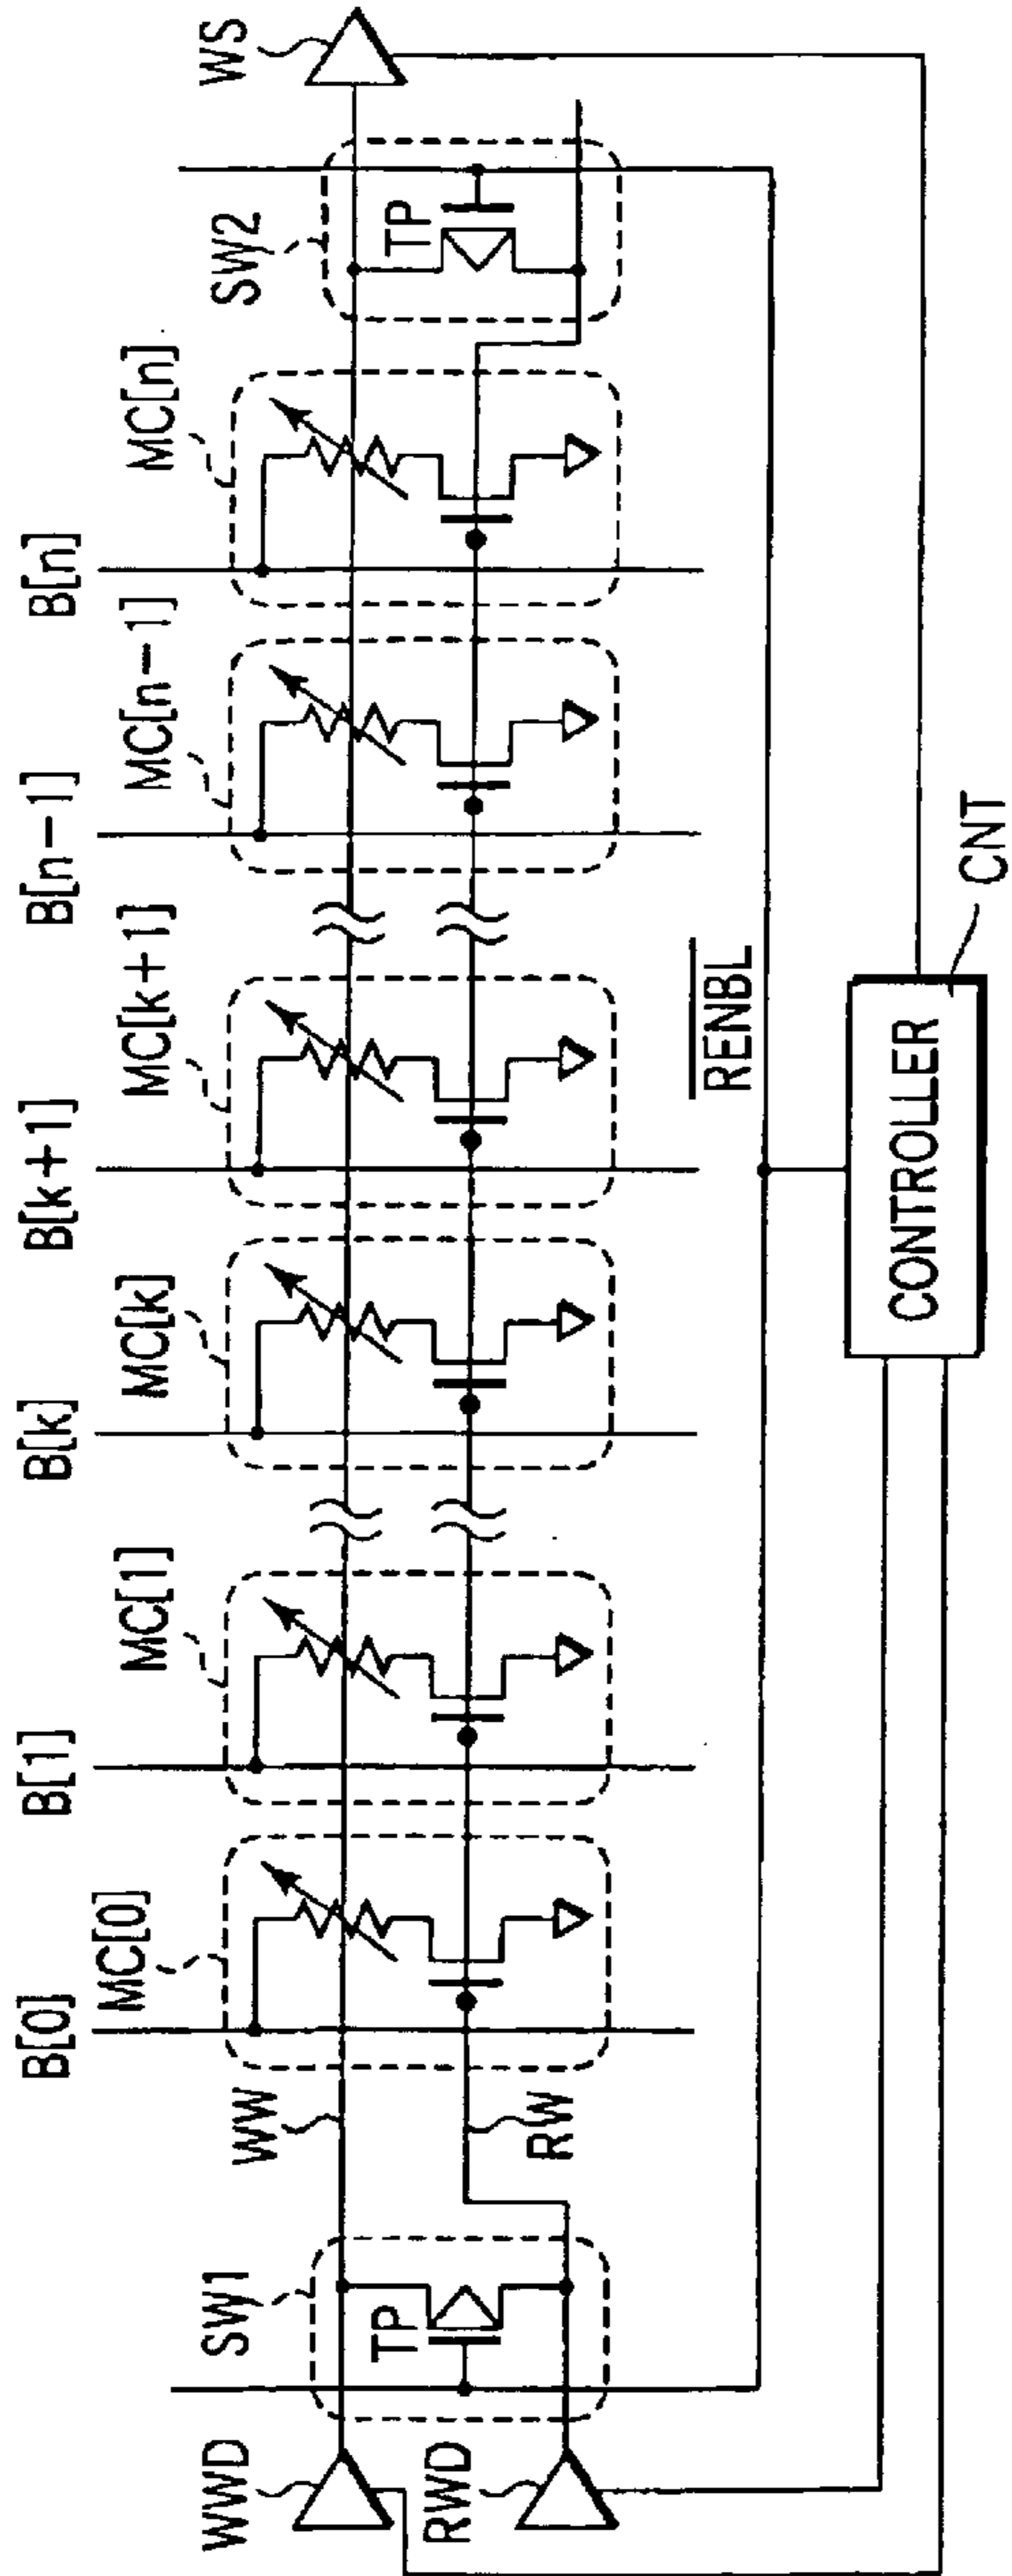 B[0]
B[1]
B[k]
B[k+1]
B[n−1]
B[n]
MC[0]
MC[1]
MC[k]
MC[k+1]
MC[n−1]
MC[n]
WWD
SW1
WW
SW2
WS
TP
TP
RWD
RW
RENBL
CONTROLLER
CNT